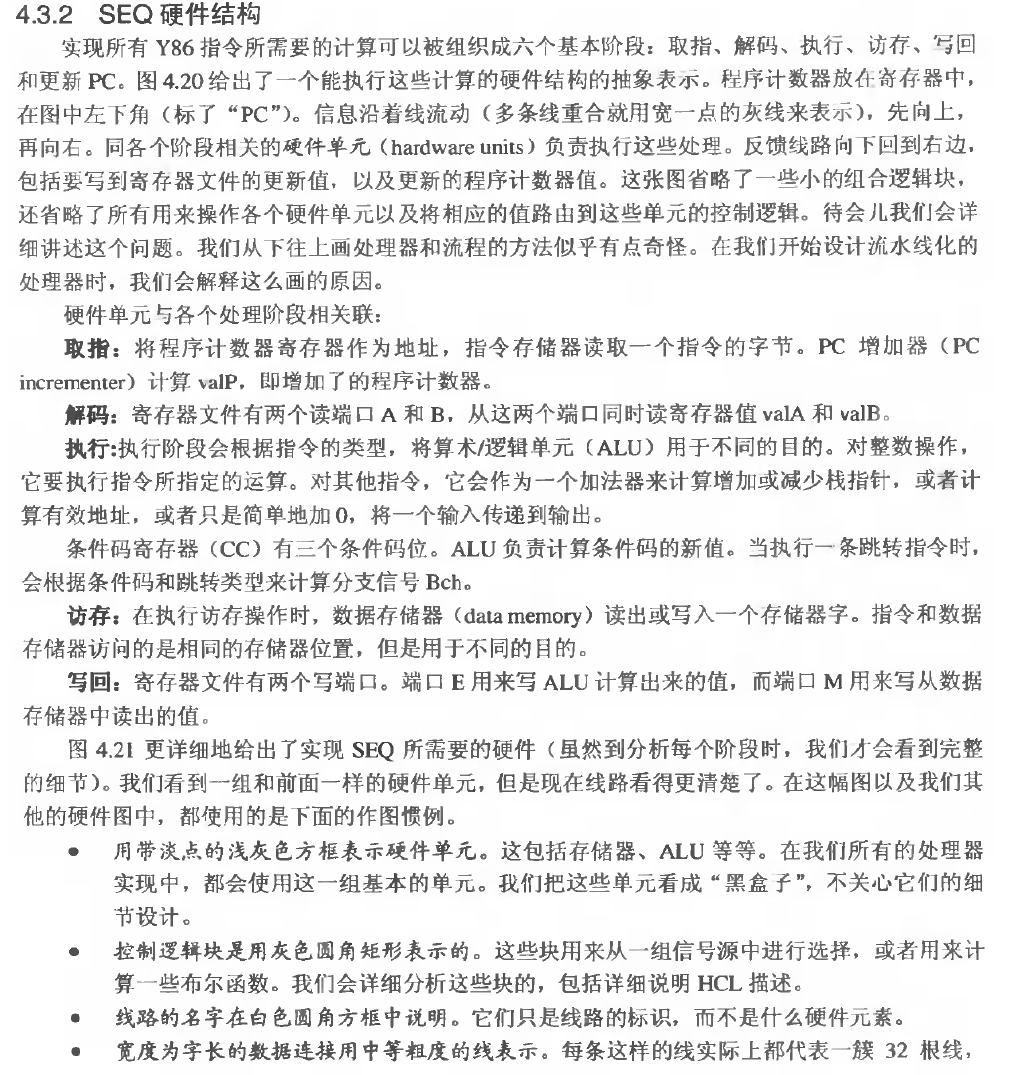 4.3.2 SEQ 硬件结构
实现所有 Y86 指令所需要的计算可以被组织成六个基本阶段：取指、解码、执行、访存、写回
和更新 PC。图 4.20 给出了一个能执行这些计算的硬件结构的抽象表示。程序计数器放在寄存器中，
在图中左下角（标了“PC”）。信息沿着线流动（多条线重合就用宽一点的灰线来表示），先向上，
再向右。同各个阶段相关的硬件单元（hardware units）负责执行这些处理。反馈线路向下回到右边，
包括要写到寄存器文件的更新值，以及更新的程序计数器值。这张图省略了一些小的组合逻辑块，
还省略了所有用来操作各个硬件单元以及将相应的值路由到这些单元的控制逻辑。待会儿我们会详
细讲述这个问题。我们从下往上画处理器和流程的方法似乎有点奇怪。在我们开始设计流水线化的
处理器时，我们会解释这么画的原因。
硬件单元与各个处理阶段相关联：
取指：将程序计数器寄存器作为地址，指令存储器读取一个指令的字节。PC 增加器（PC
incrementer）计算 valP，即增加了的程序计数器。
解码：寄存器文件有两个读端口 A 和 B，从这两个端口同时读寄存器值 valA 和 valB。
执行:执行阶段会根据指令的类型，将算术/逻辑单元（ALU）用于不同的目的。对整数操作，
它要执行指令所指定的运算。对其他指令，它会作为一个加法器来计算增加或减少栈指针，或者计
算有效地址，或者只是简单地加 0，将一个输入传递到输出。
条件码寄存器（CC）有三个条件码位。ALU 负责计算条件码的新值。当执行一条跳转指令时，
会根据条件码和跳转类型来计算分支信号 Bch。
访存：在执行访存操作时，数据存储器（data memory）读出或写入一个存储器字。指令和数据
存储器访问的是相同的存储器位置，但是用于不同的目的。
写回：寄存器文件有两个写端口。端口 E 用来写 ALU 计算出来的值，而端口 M 用来写从数据
存储器中读出的值。
图 4.21 更详细地给出了实现 SEQ 所需要的硬件（虽然到分析每个阶段时，我们才会看到完整
的细节）。我们看到一组和前面一样的硬件单元，但是现在线路看得更清楚了。在这幅图以及我们其
他的硬件图中，都使用的是下面的作图惯例。
● 用带淡点的浅灰色方框表示硬件单元。这包括存储器、ALU 等等。在我们所有的处理器
实现中，都会使用这一组基本的单元。我们把这些单元看成“黑盒子”，不关心它们的细
节设计。
● 控制逻辑块是用灰色圆角矩形表示的。这些块用来从一组信号源中进行选择，或者用来计
算一些布尔函数。我们会详细分析这些块的，包括详细说明 HCL 描述。
● 线路的名字在白色圆角方框中说明。它们只是线路的标识，而不是什么硬件元素。
● 宽度为字长的数据连接用中等粗度的线表示。每条这样的线实际上都代表一簇 32 根线，